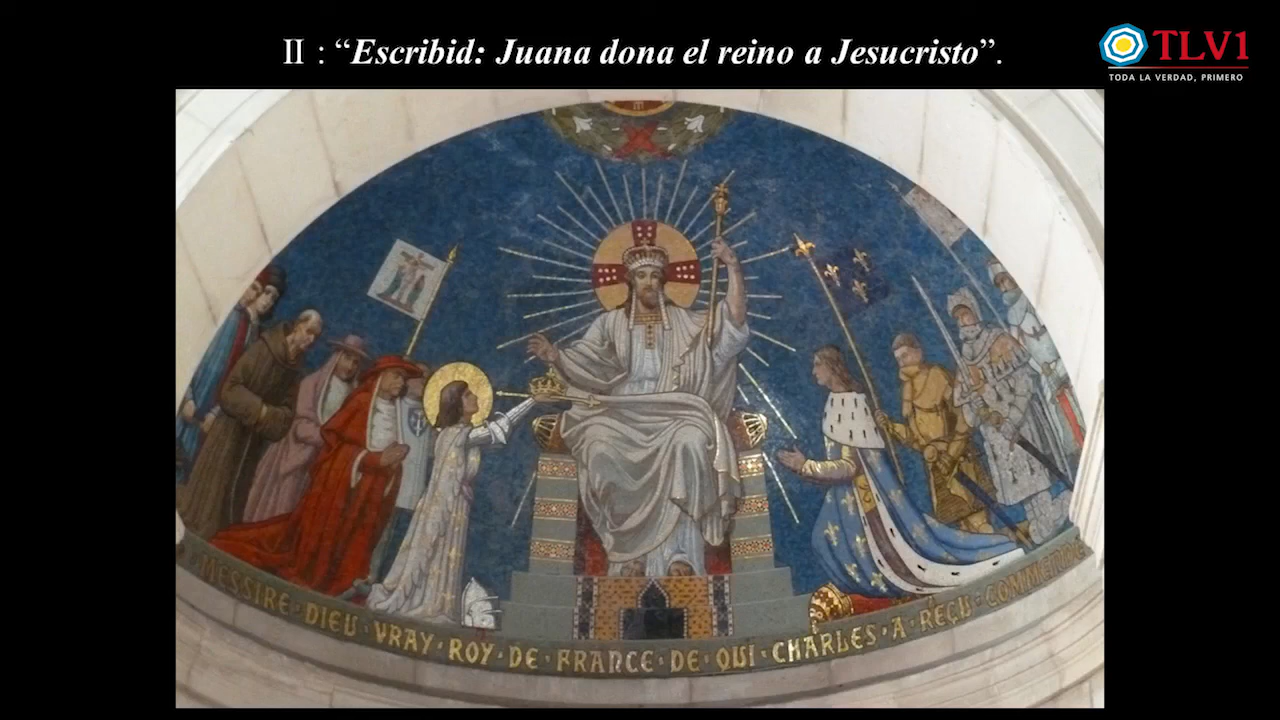 II : “Escribid: Juana dona el reino a Jesucristo”.
TLV1
TODA LA VERDAD, PRIMERO
MESSIRE · DIEU · VRAY · ROY · DE · FRANCE · DE · QUI · CHARLES · A · REÇU · COMMENDE